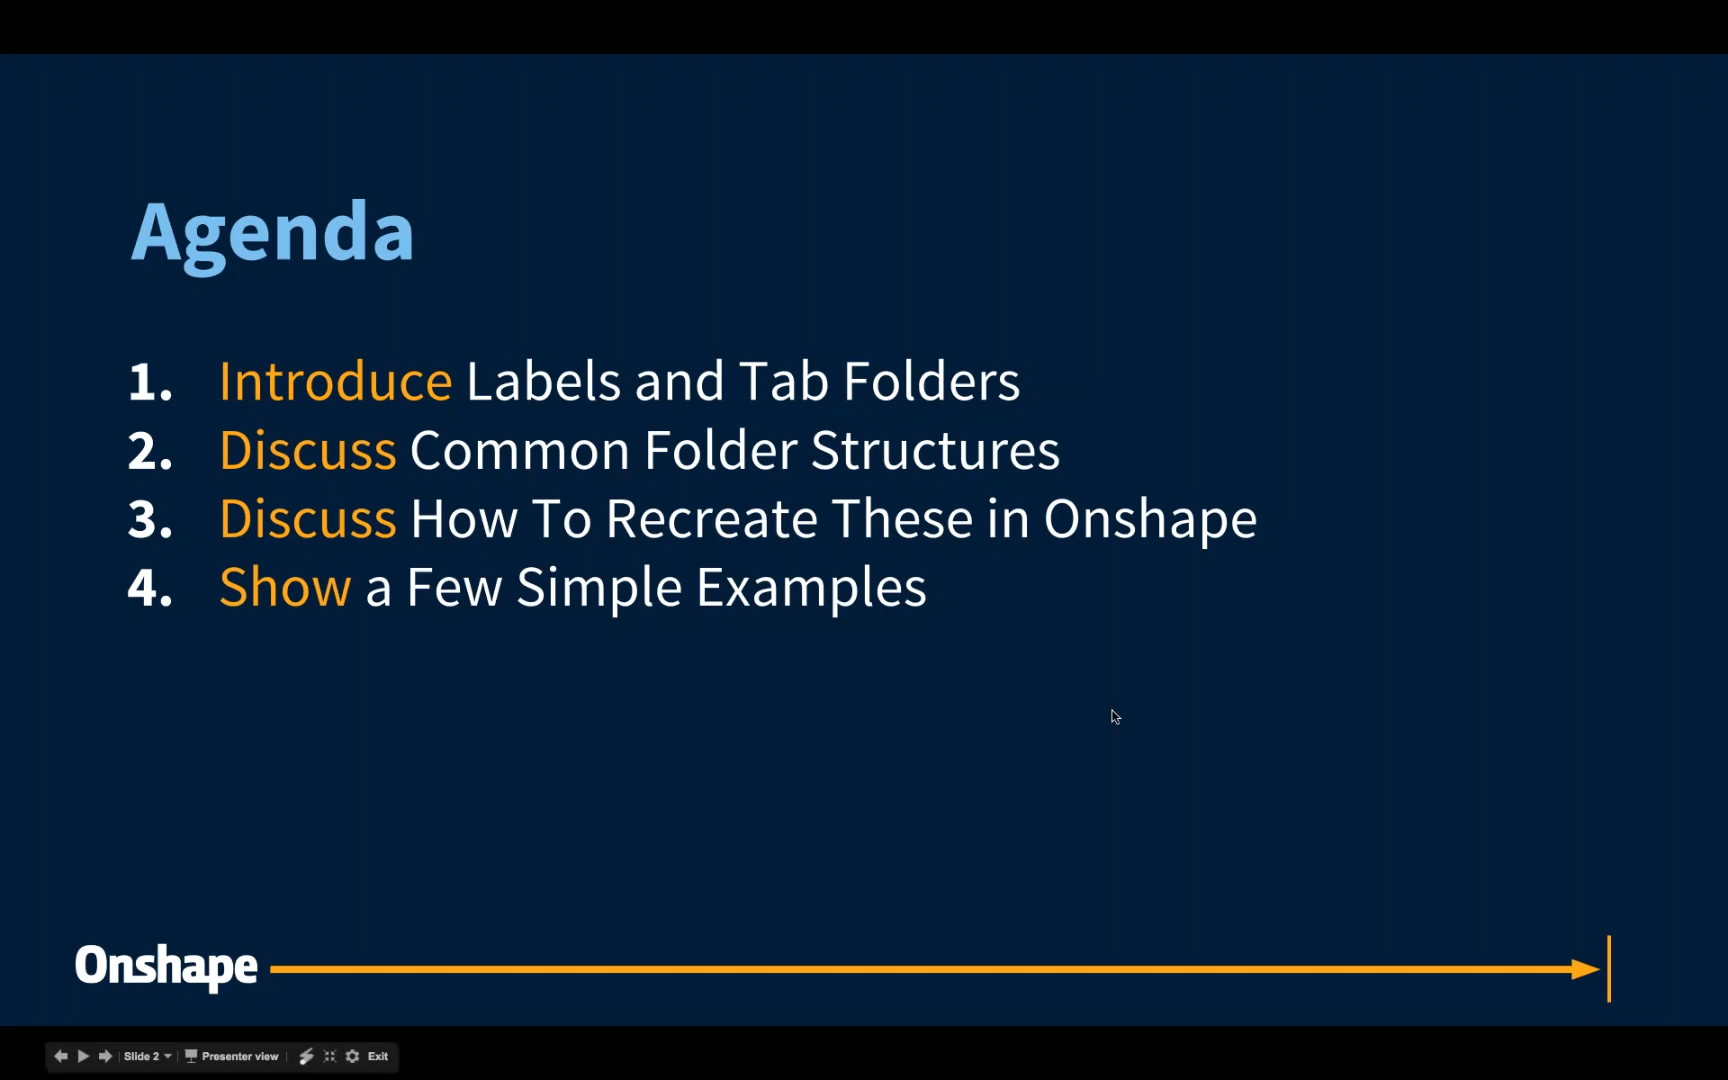 Agenda
1. Introduce Labels and Tab Folders
2. Discuss Common Folder Structures
3. Discuss How To Recreate These in Onshape
4. Show a Few Simple Examples
Onshape
Slide 2 Presenter view Exit